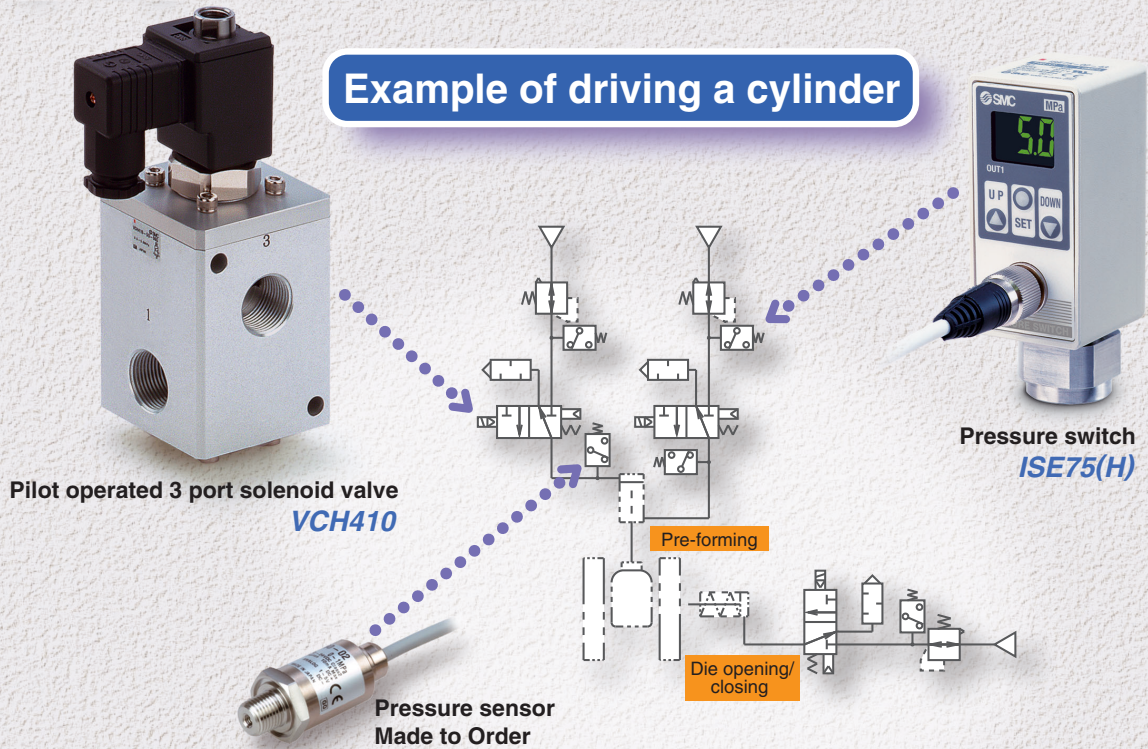 Example of driving a cylinder
SMC
MPa
5.0
OUT1
UP
SET
DOWN
3
1
Pilot operated 3 port solenoid valve
VCH410
Pressure switch
ISE75(H)
Pre-forming
Die opening/
closing
CE
Pressure sensor
Made to Order